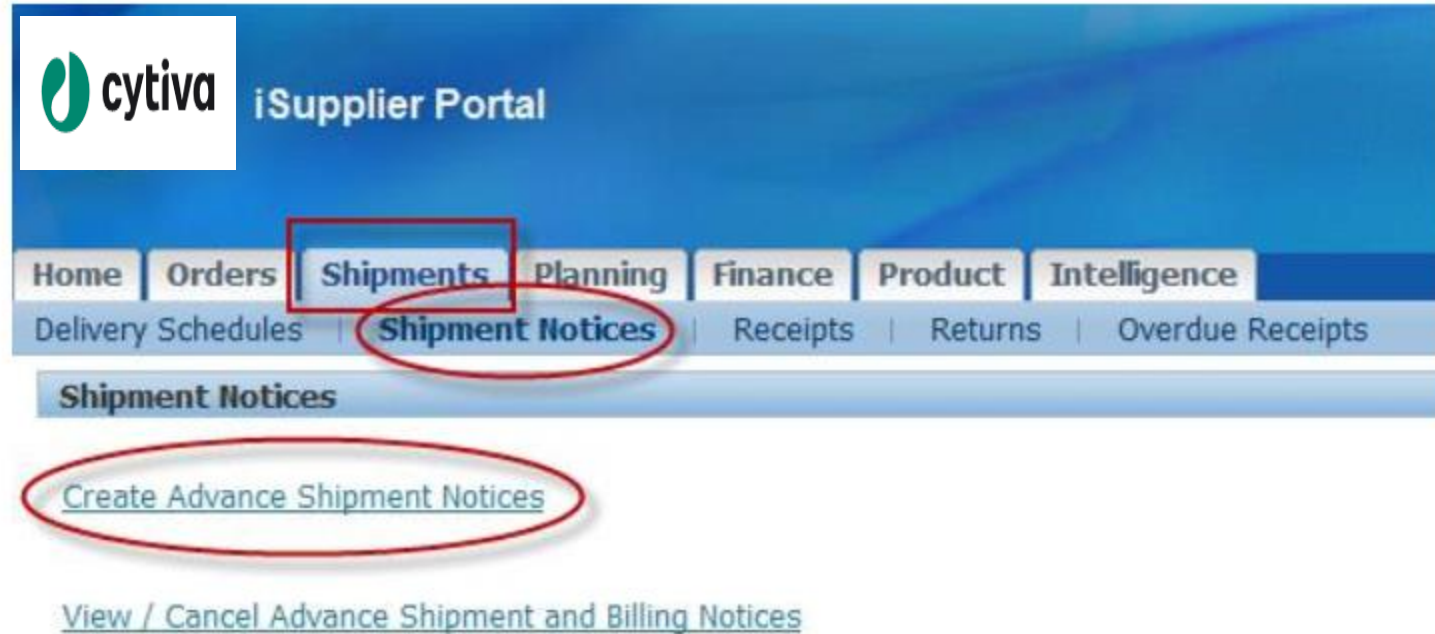 cytiva
iSupplier Portal
Home Orders Shipments Planning Finance Product Intelligence
Delivery Schedules | Shipment Notices | Receipts | Returns | Overdue Receipts
Shipment Notices
Create Advance Shipment Notices
View / Cancel Advance Shipment and Billing Notices